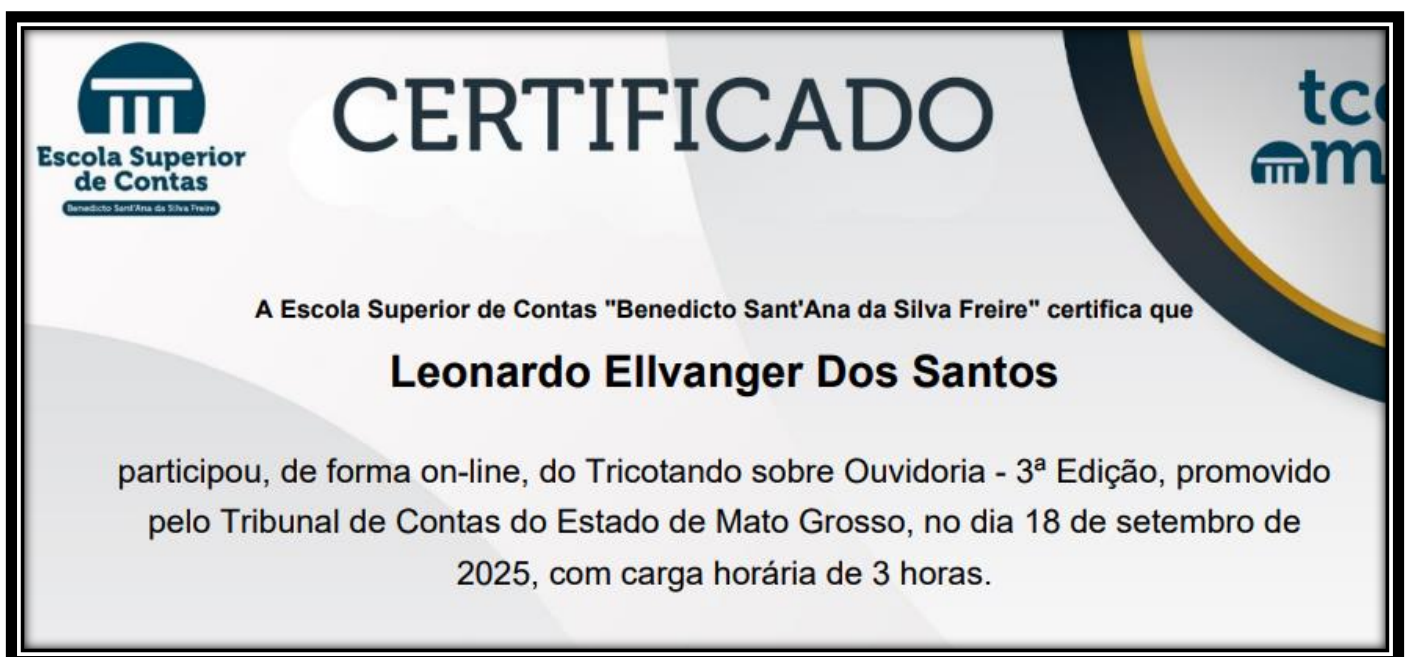 CERTIFICADO
Escola Superior
de Contas
Benedicto Sant'Ana da Silva Freire
A Escola Superior de Contas "Benedicto Sant'Ana da Silva Freire" certifica que
Leonardo Ellvanger Dos Santos
participou, de forma on-line, do Tricotando sobre Ouvidoria - 3ª Edição, promovido
pelo Tribunal de Contas do Estado de Mato Grosso, no dia 18 de setembro de
2025, com carga horária de 3 horas.